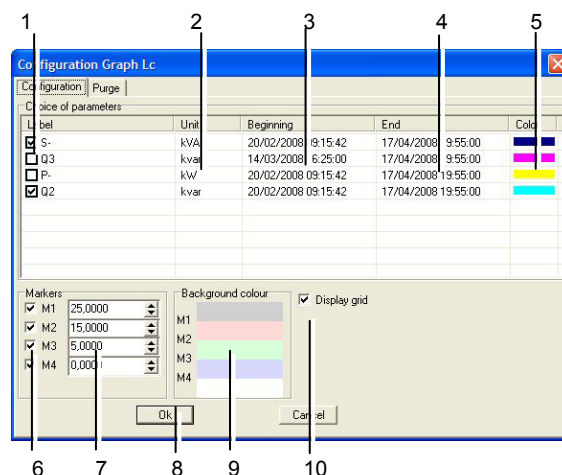 1 2 3 4 5
Configuration Graph Lc
Configuration Purge
Choice of parameters
Label Unit Beginning End Colo
S- kVA 20/02/2008 09:15:42 17/04/2008 19:55:00
Q3 kvar 14/03/2008 6:25:00 17/04/2008 9:55:00
P- kW 20/02/2008 09:15:42 17/04/2008 19:55:00
Q2 kvar 20/02/2008 09:15:42 17/04/2008 19:55:00
Markers Background colour Display grid
M1 25,0000 M1
M2 15,0000 M2
M3 5,0000 M3
M4 0,0000 M4
Ok Cancel
6 7 8 9 10